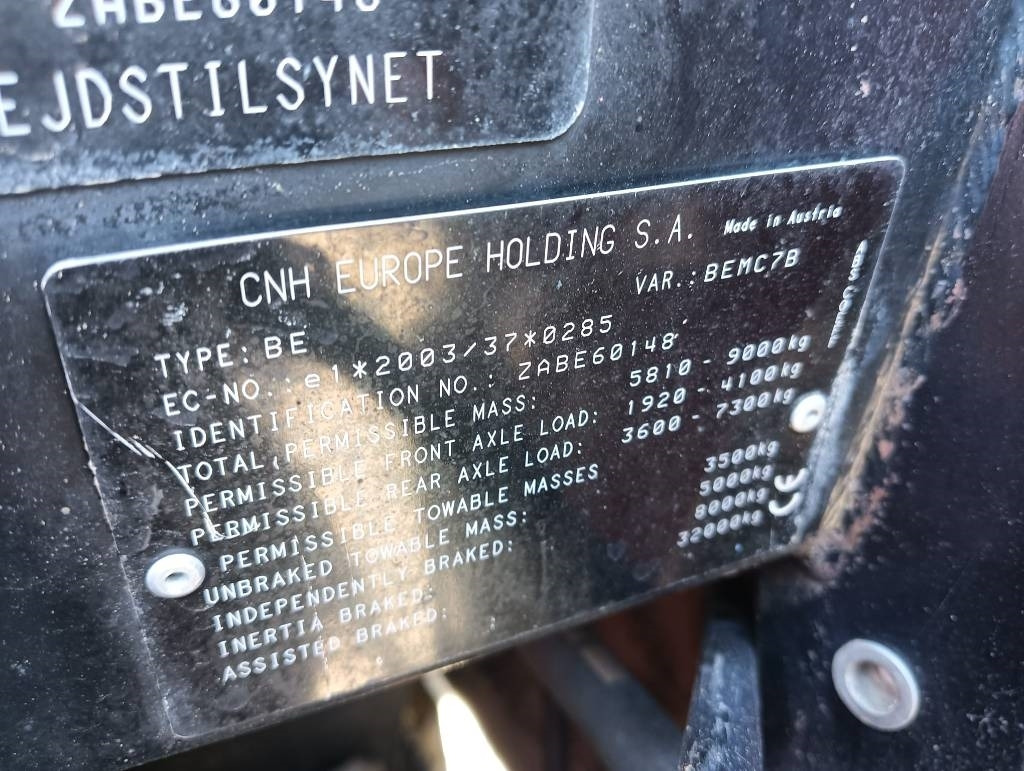 ZABE60148
EJDSTILSYNET
CNH EUROPE HOLDING S.A. Made in Austria
TYPE: BE VAR.: BEMC7B
EC-NO.: e1*2003/37*0285
IDENTIFICATION NO.: ZABE60148
TOTAL PERMISSIBLE MASS: 5810 - 9000kg
PERMISSIBLE FRONT AXLE LOAD: 1920 - 4100kg
PERMISSIBLE REAR AXLE LOAD: 3600 - 7300kg
PERMISSIBLE TOWABLE MASSES
UNBRAKED TOWABLE MASS: 3500kg
INDEPENDENTLY BRAKED: 5000kg
INERTIA BRAKED: 8000kg
ASSISTED BRAKED: 32000kg
CE